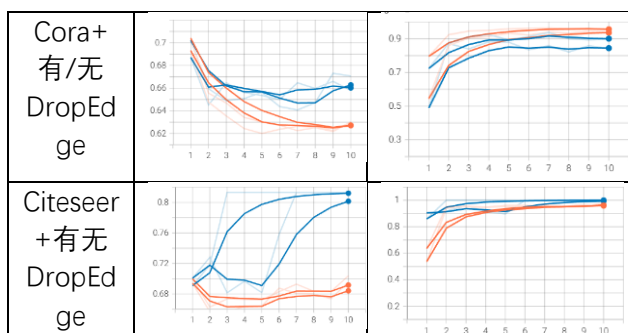 Cora+
有/无
DropEd
ge
0.7
0.68
0.66
0.64
0.62
1 2 3 4 5 6 7 8 9 10
0.9
0.7
0.5
0.3
1 2 3 4 5 6 7 8 9 10
Citeseer
+有无
DropEd
ge
0.8
0.76
0.72
0.68
1 2 3 4 5 6 7 8 9 10
1
0.8
0.6
0.4
0.2
1 2 3 4 5 6 7 8 9 10